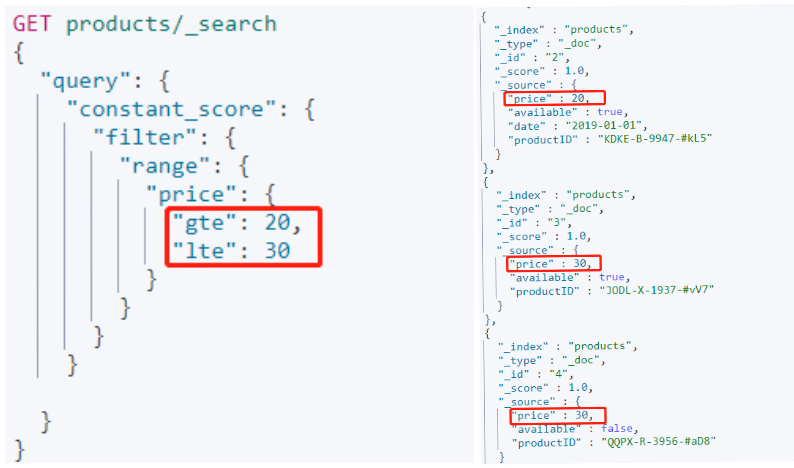 GET products/_search
{
  "query": {
    "constant_score": {
      "filter": {
        "range": {
          "price": {
            "gte": 20,
            "lte": 30
          }
        }
      }
    }

  }
}
{
  "_index" : "products",
  "_type" : "_doc",
  "_id" : "2",
  "_score" : 1.0,
  "_source" : {
    "price" : 20,
    "available" : true,
    "date" : "2019-01-01",
    "productID" : "KDKE-B-9947-#kL5"
  }
},
{
  "_index" : "products",
  "_type" : "_doc",
  "_id" : "3",
  "_score" : 1.0,
  "_source" : {
    "price" : 30,
    "available" : true,
    "productID" : "JODL-X-1937-#vV7"
  }
},
{
  "_index" : "products",
  "_type" : "_doc",
  "_id" : "4",
  "_score" : 1.0,
  "_source" : {
    "price" : 30,
    "available" : false,
    "productID" : "QQPX-R-3956-#aD8"
  }